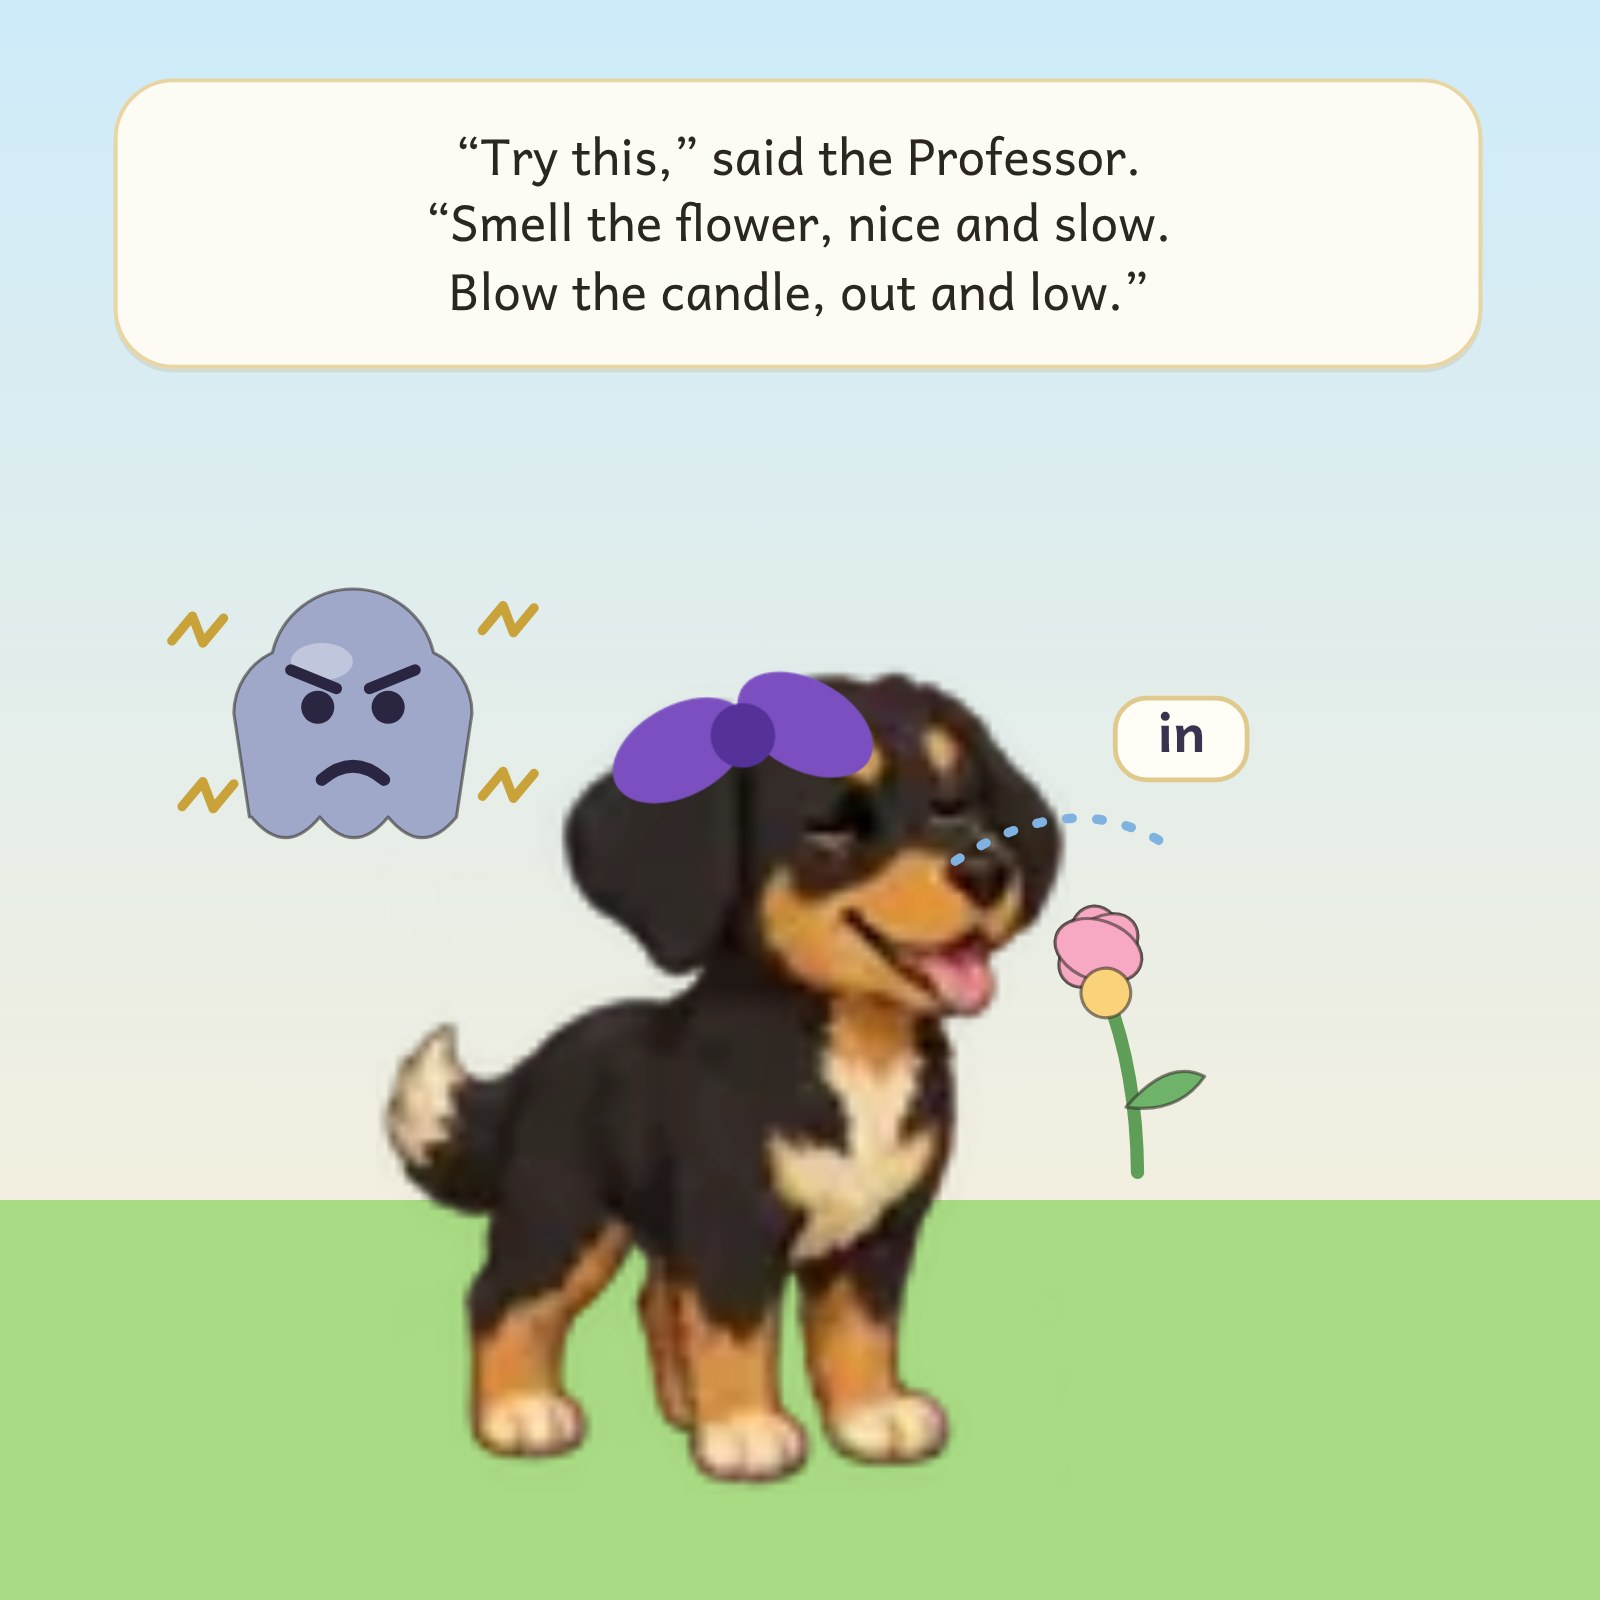 “Try this,” said the Professor.
“Smell the flower, nice and slow.
Blow the candle, out and low.”
in